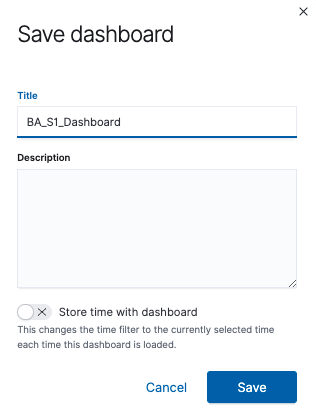 Save dashboard
Title
BA_S1_Dashboard
Description
Store time with dashboard
This changes the time filter to the currently selected time
each time this dashboard is loaded.
Cancel
Save